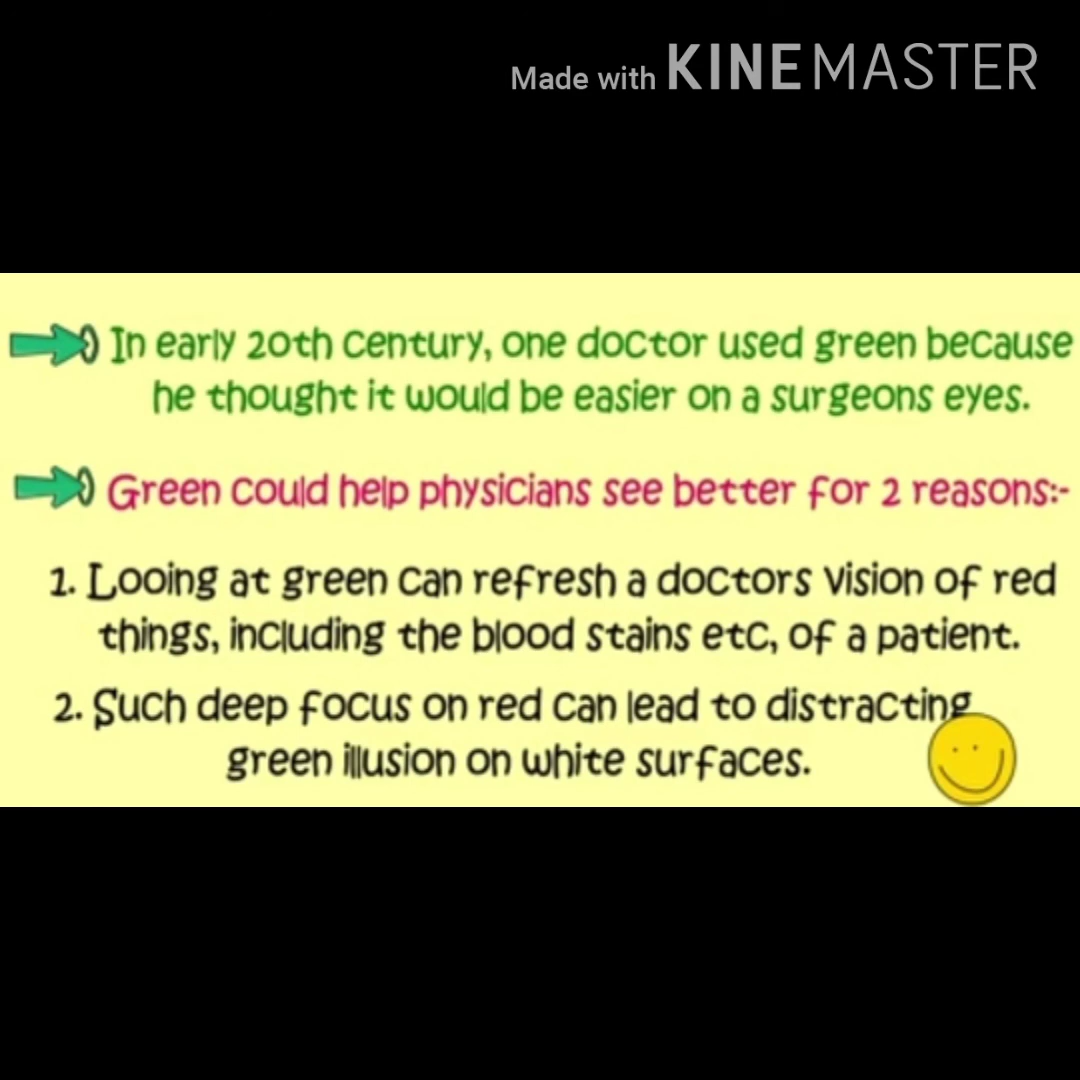 Made with KINEMASTER
In early 20th century, one doctor used green because
he thought it would be easier on a surgeons eyes.
Green could help physicians see better for 2 reasons:-
1. Looing at green can refresh a doctors vision of red
things, including the blood stains etc, of a patient.
2. Such deep focus on red can lead to distracting
green illusion on white surfaces.